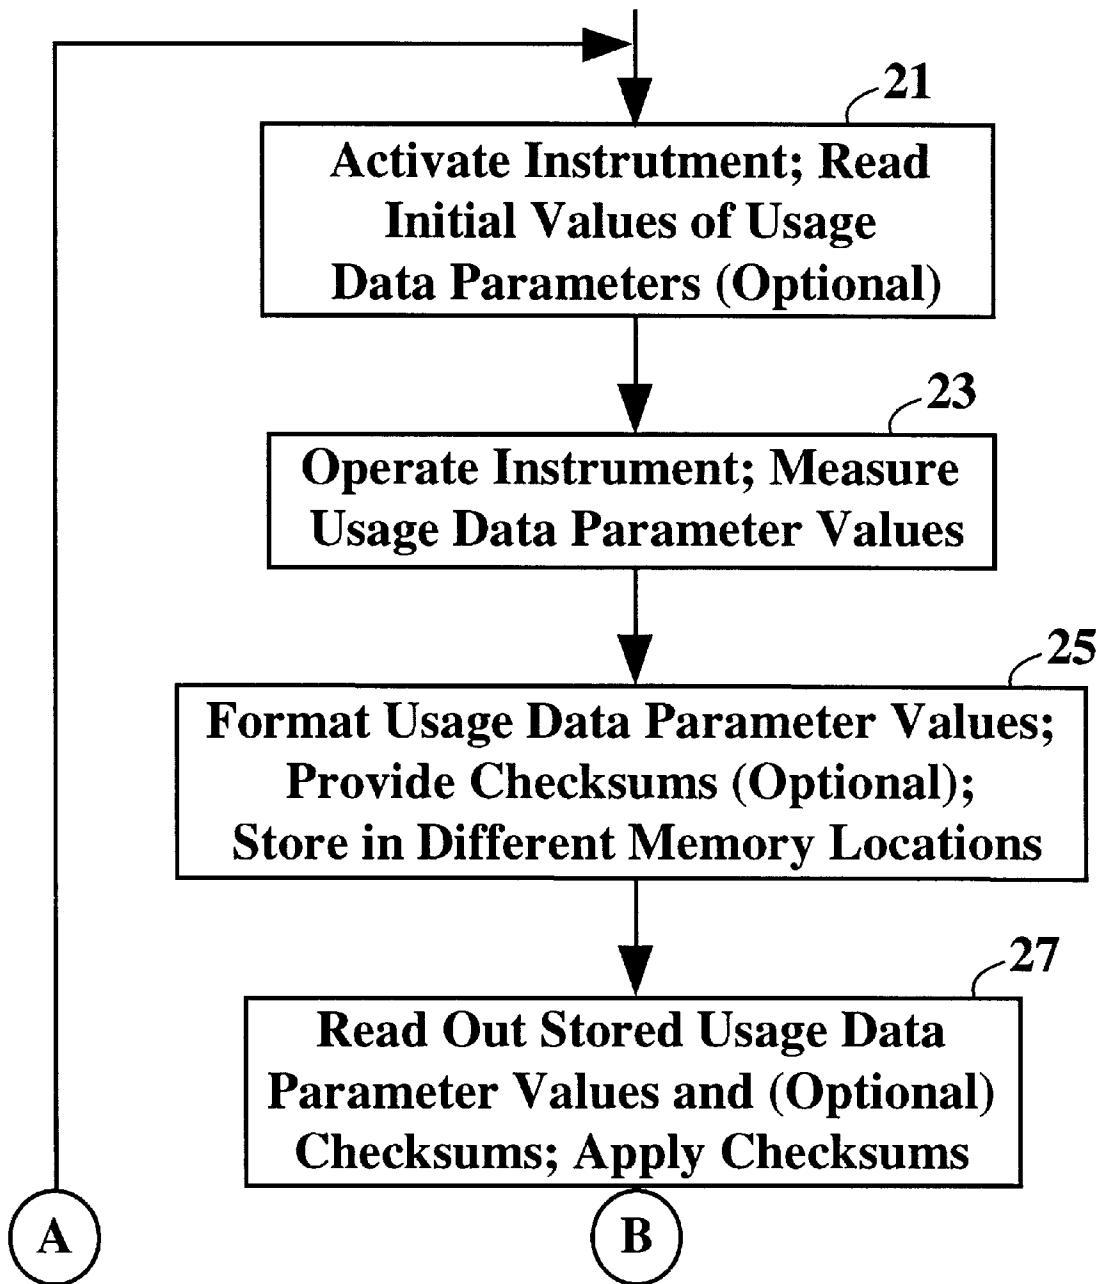 21
Activate Instrutment; Read
Initial Values of Usage
Data Parameters (Optional)
23
Operate Instrument; Measure
Usage Data Parameter Values
25
Format Usage Data Parameter Values;
Provide Checksums (Optional);
Store in Different Memory Locations
27
Read Out Stored Usage Data
Parameter Values and (Optional)
Checksums; Apply Checksums
A
B